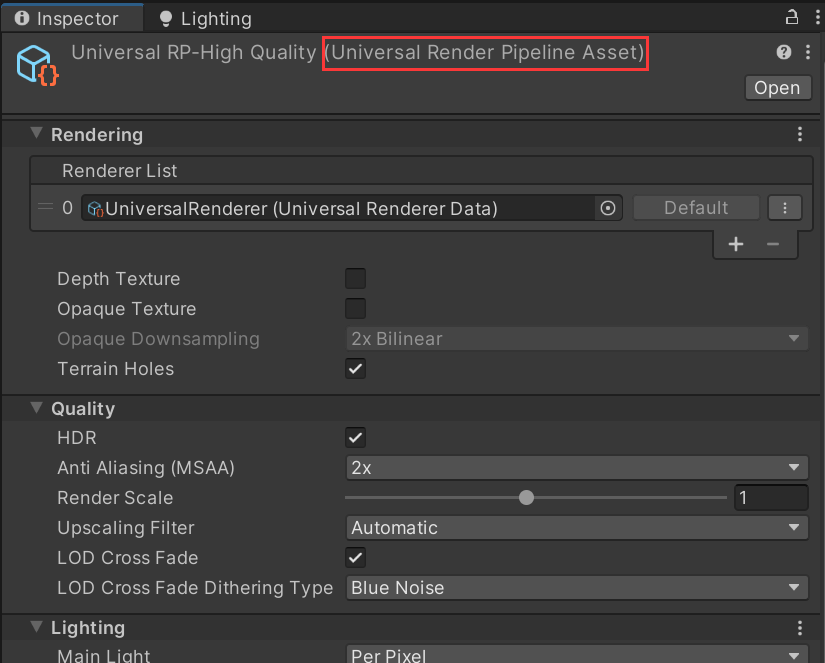 Inspector Lighting
Universal RP-High Quality (Universal Render Pipeline Asset)
Open
Rendering
Renderer List
0 UniversalRenderer (Universal Renderer Data) Default
Depth Texture
Opaque Texture
Opaque Downsampling 2x Bilinear
Terrain Holes
Quality
HDR
Anti Aliasing (MSAA) 2x
Render Scale 1
Upscaling Filter Automatic
LOD Cross Fade
LOD Cross Fade Dithering Type Blue Noise
Lighting
Main Light Per Pixel